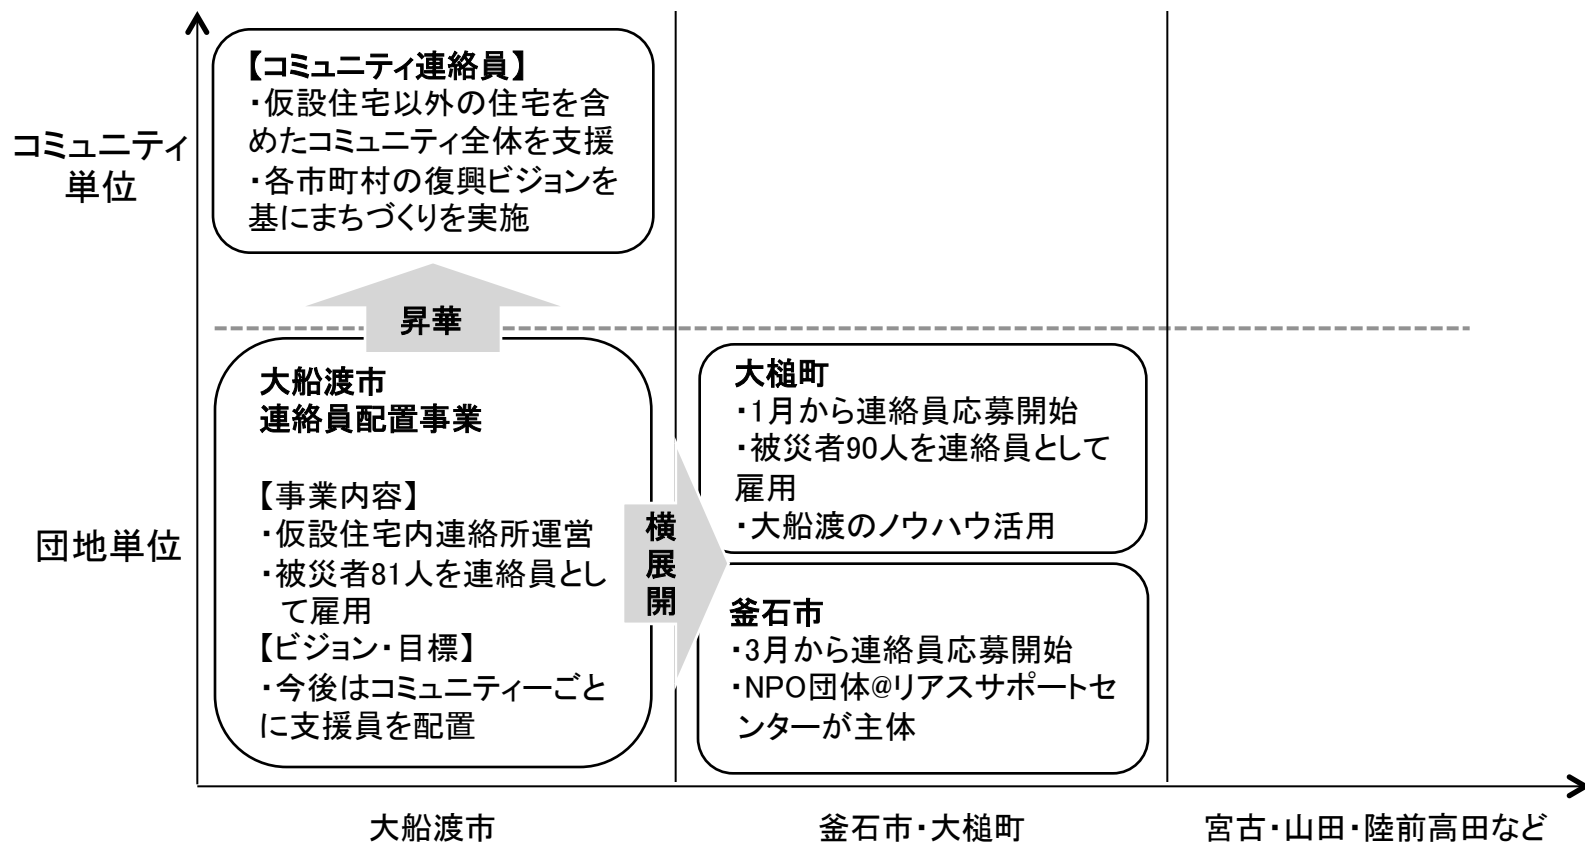 コミュニティ
単位
【コミュニティ連絡員】
・仮設住宅以外の住宅を含
めたコミュニティ全体を支援
・各市町村の復興ビジョンを
基にまちづくりを実施
昇華
団地単位
大船渡市
連絡員配置事業
【事業内容】
・仮設住宅内連絡所運営
・被災者81人を連絡員とし
て雇用
【ビジョン・目標】
・今後はコミュニティーごと
に支援員を配置
横
展
開
大槌町
・1月から連絡員応募開始
・被災者90人を連絡員として
雇用
・大船渡のノウハウ活用
釜石市
・3月から連絡員応募開始
・NPO団体@リアスサポートセ
ンターが主体
大船渡市
釜石市・大槌町
宮古・山田・陸前高田など